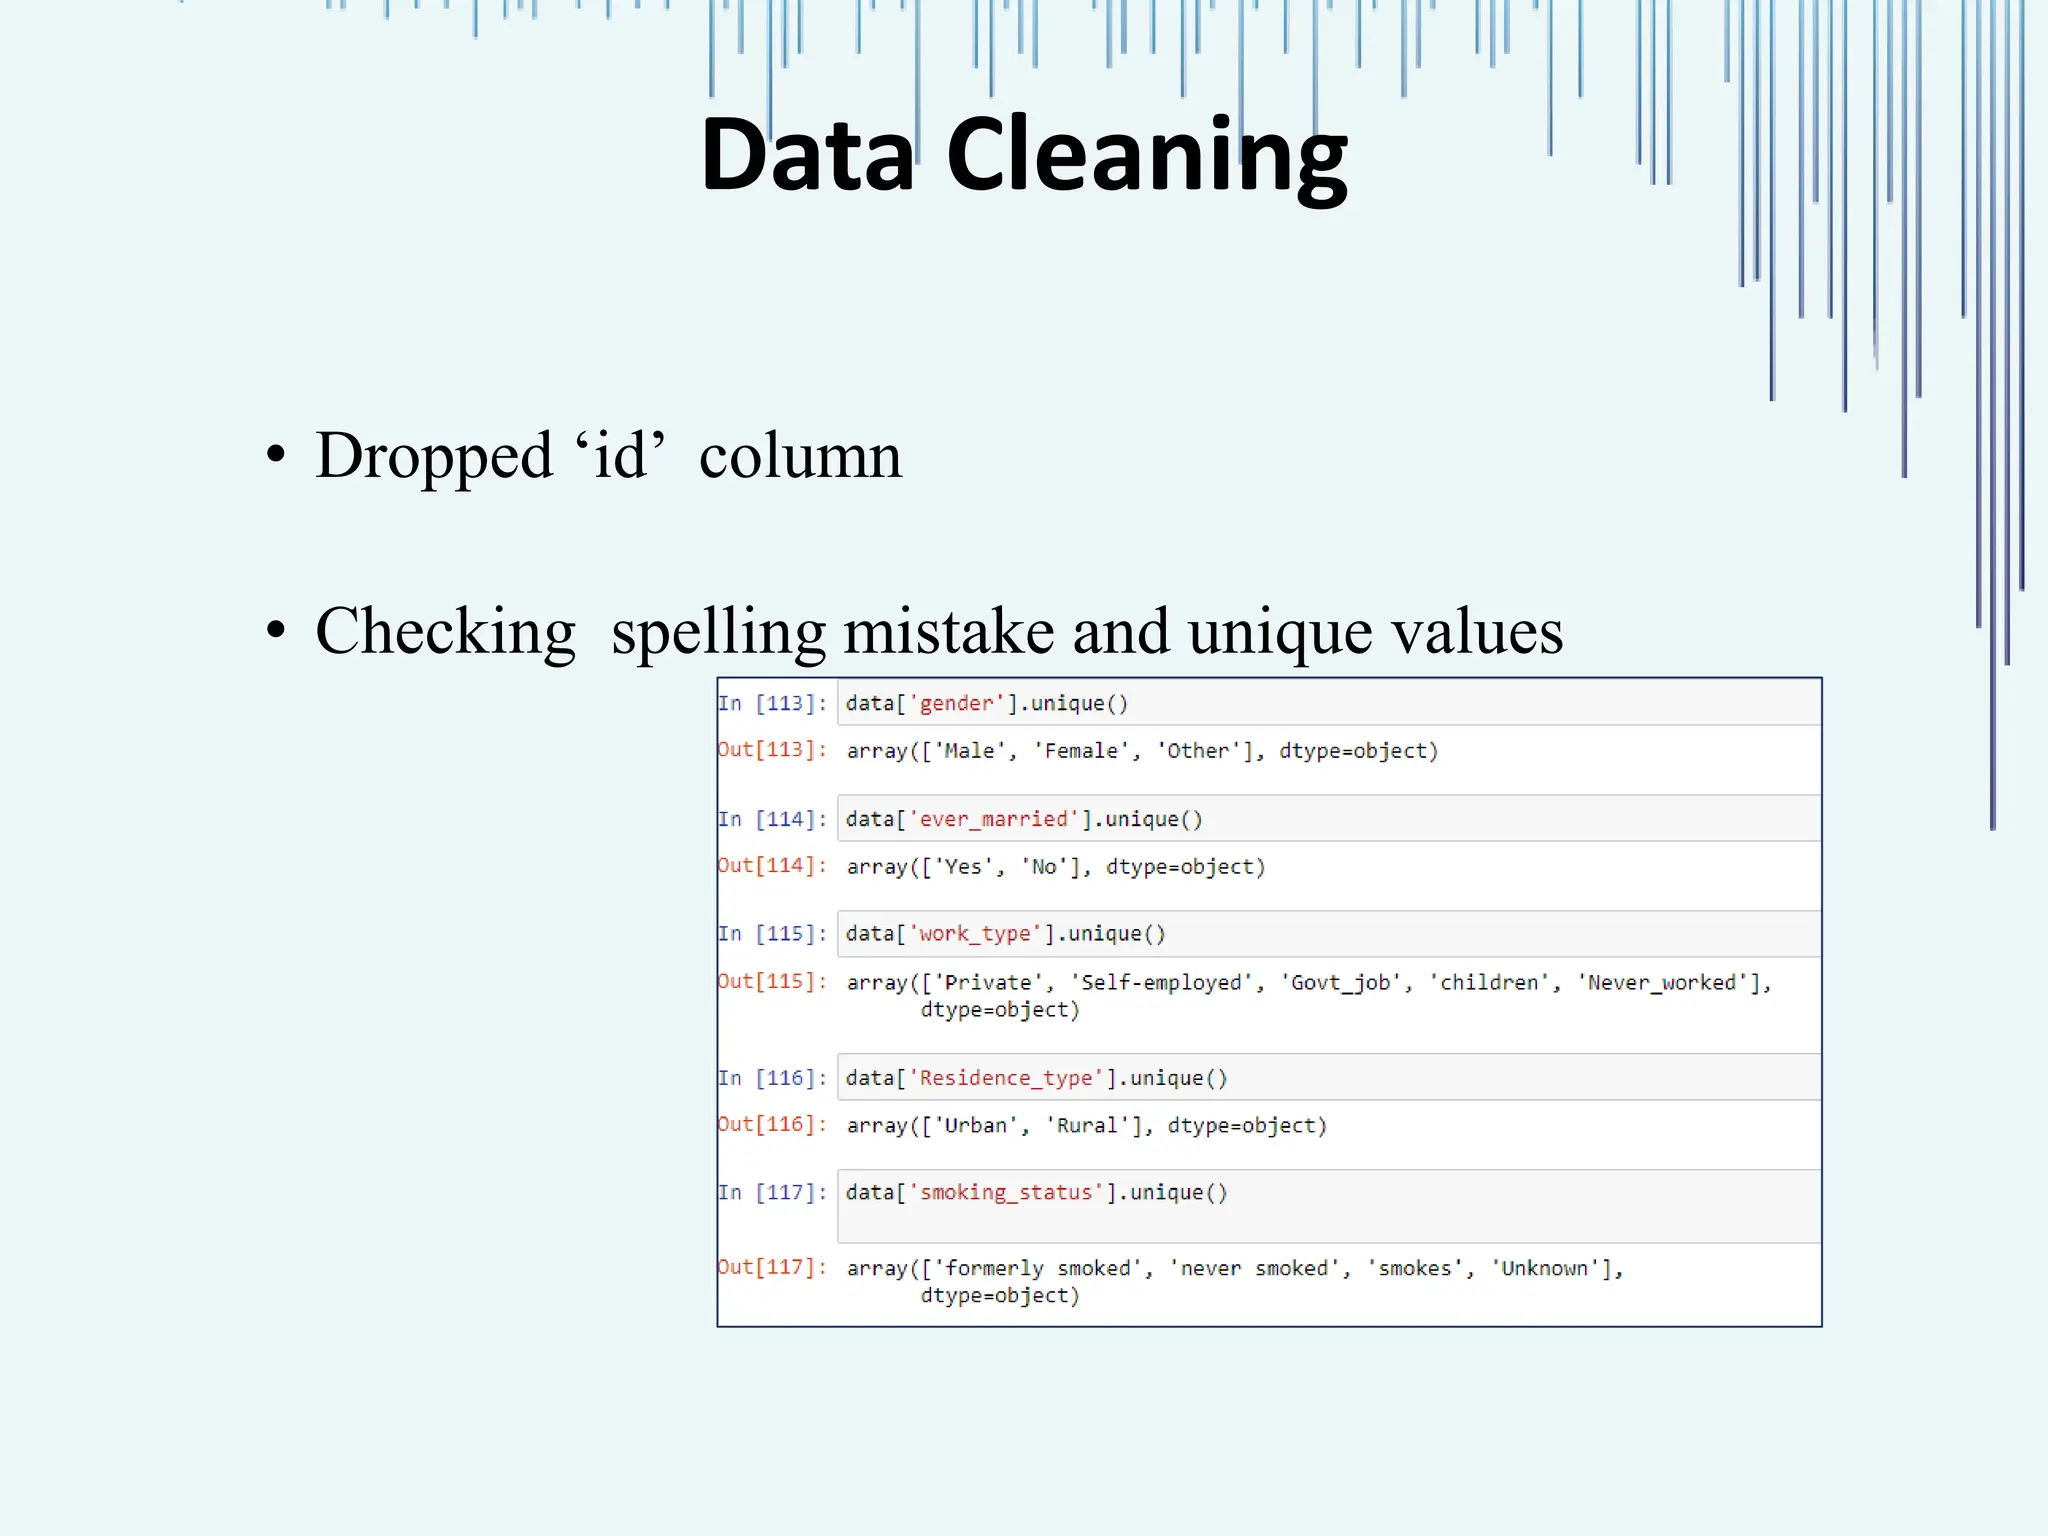 Data Cleaning
• Dropped ‘id’ column
• Checking spelling mistake and unique values
In [113]: data['gender'].unique()
Out[113]: array(['Male', 'Female', 'Other'], dtype=object)
In [114]: data['ever_married'].unique()
Out[114]: array(['Yes', 'No'], dtype=object)
In [115]: data['work_type'].unique()
Out[115]: array(['Private', 'Self-employed', 'Govt_job', 'children', 'Never_worked'],
dtype=object)
In [116]: data['Residence_type'].unique()
Out[116]: array(['Urban', 'Rural'], dtype=object)
In [117]: data['smoking_status'].unique()
Out[117]: array(['formerly smoked', 'never smoked', 'smokes', 'Unknown'],
dtype=object)